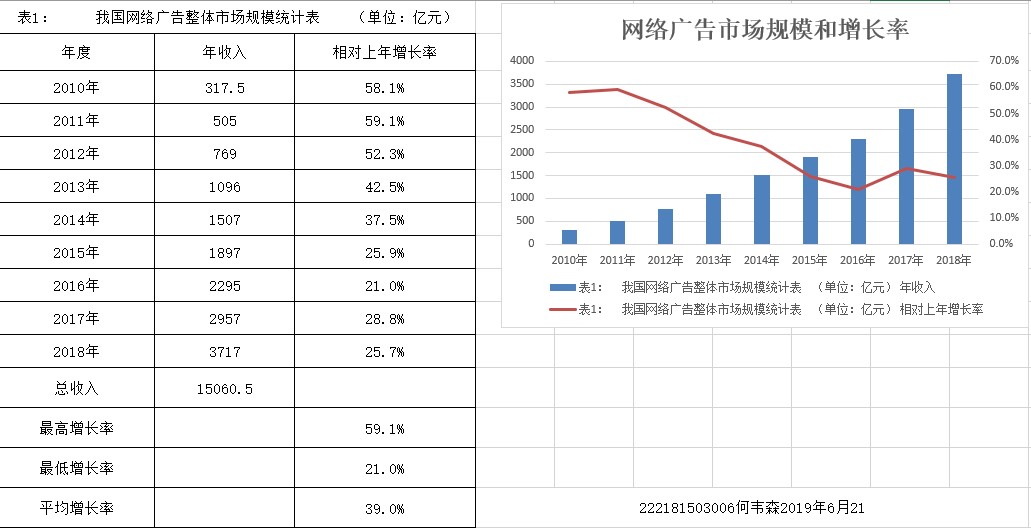 表1： 我国网络广告整体市场规模统计表 （单位：亿元）
年度 年收入 相对上年增长率
2010年 317.5 58.1%
2011年 505 59.1%
2012年 769 52.3%
2013年 1096 42.5%
2014年 1507 37.5%
2015年 1897 25.9%
2016年 2295 21.0%
2017年 2957 28.8%
2018年 3717 25.7%
总收入 15060.5
最高增长率 59.1%
最低增长率 21.0%
平均增长率 39.0%
网络广告市场规模和增长率
4000 70.0%
3500 60.0%
3000 50.0%
2500 40.0%
2000 30.0%
1500 20.0%
1000 10.0%
500 0.0%
0
2010年 2011年 2012年 2013年 2014年 2015年 2016年 2017年 2018年
表1： 我国网络广告整体市场规模统计表 （单位：亿元） 年收入
表1： 我国网络广告整体市场规模统计表 （单位：亿元） 相对上年增长率
222181503006何韦森2019年6月21